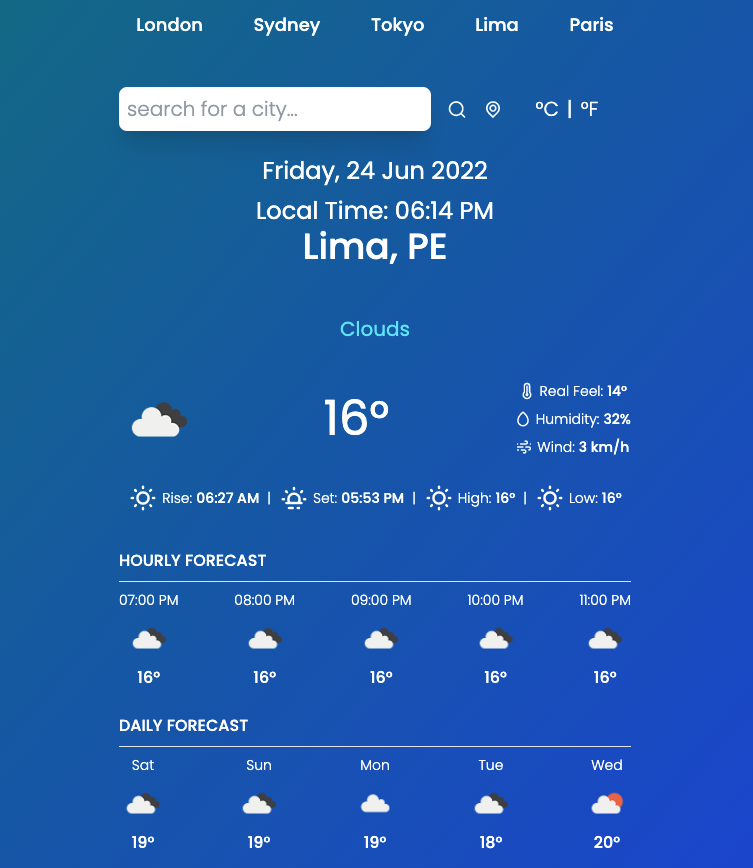 London Sydney Tokyo Lima Paris
search for a city...
°C | °F
Friday, 24 Jun 2022
Local Time: 06:14 PM
Lima, PE
Clouds
16°
Real Feel: 14°
Humidity: 32%
Wind: 3 km/h
Rise: 06:27 AM | Set: 05:53 PM | High: 16° | Low: 16°
HOURLY FORECAST
07:00 PM 08:00 PM 09:00 PM 10:00 PM 11:00 PM
16° 16° 16° 16° 16°
DAILY FORECAST
Sat Sun Mon Tue Wed
19° 19° 19° 18° 20°